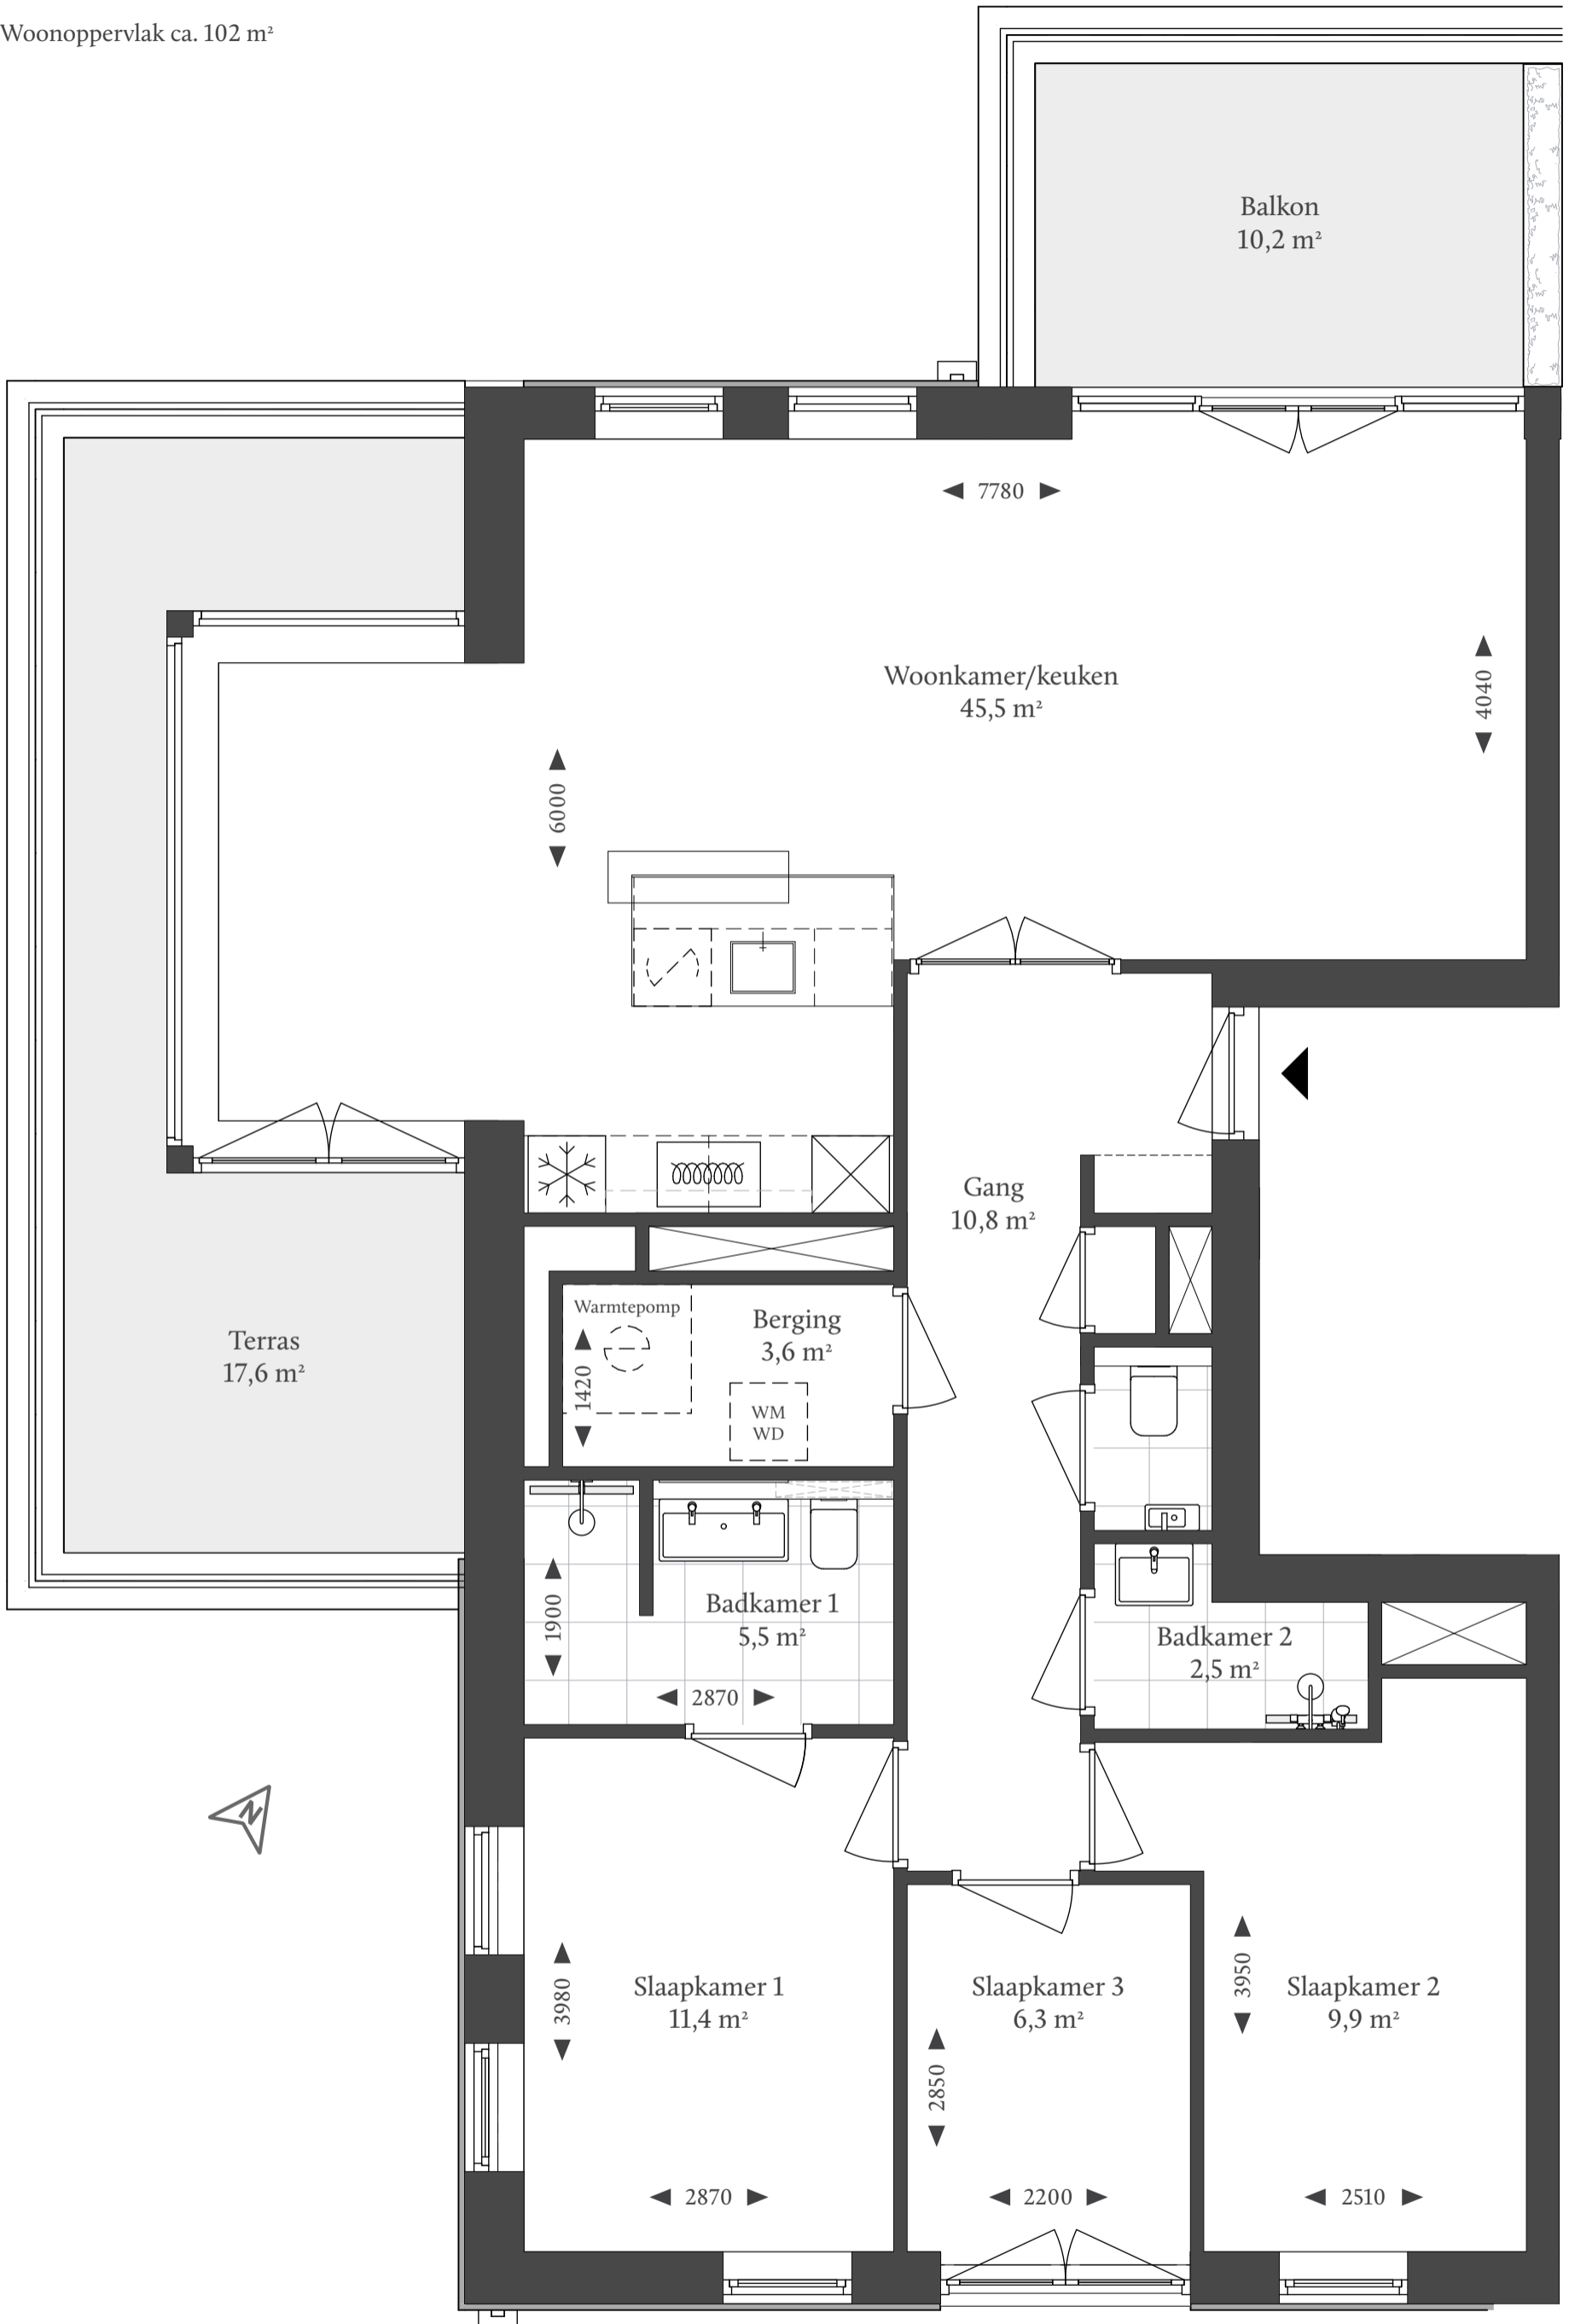 Woonoppervlak ca. 102 m²
Balkon
10,2 m²
7780
Woonkamer/keuken
45,5 m²
4040
6000
Gang
10,8 m²
Warmtepomp
Berging
3,6 m²
1420
WM
WD
Terras
17,6 m²
Badkamer 1
5,5 m²
1900
2870
Badkamer 2
2,5 m²
N
Slaapkamer 1
11,4 m²
3980
Slaapkamer 3
6,3 m²
2850
Slaapkamer 2
9,9 m²
3950
2870
2200
2510